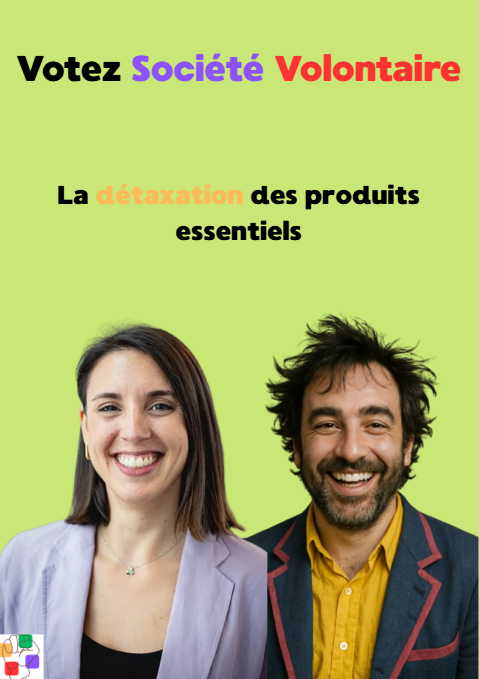 Votez Société Volontaire
La détaxation des produits
essentiels